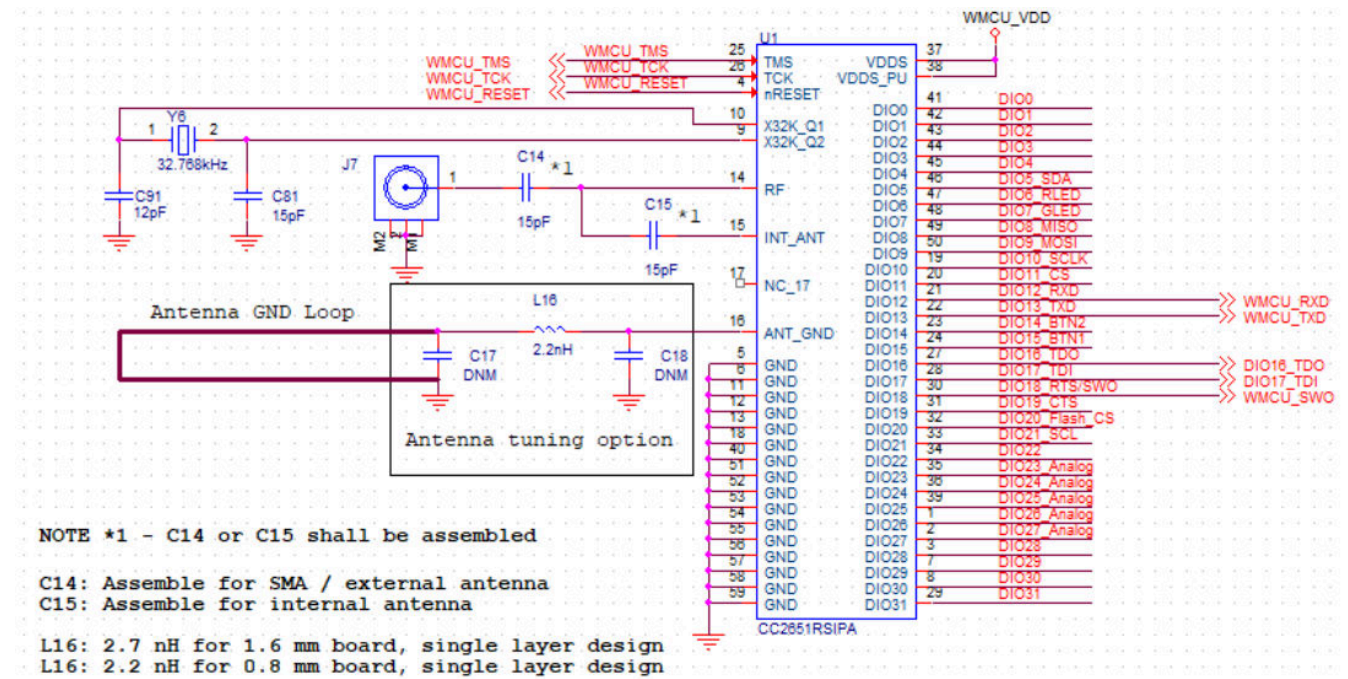 WMCU_VDD
U1
25 WMCU_TMS WMCU_TMS TMS
26 WMCU_TCK WMCU_TCK TCK
4 WMCU_RESET WMCU_RESET nRESET
37 VDDS
38 VDDS_PU
10 X32K_Q1
9 X32K_Q2
Y6
1 2
32.768kHz
C91
12pF
C81
15pF
J7
1
M2
2
M1
C14 *1
15pF
14 RF
C15 *1
15pF
15 INT_ANT
17 NC_17
Antenna GND Loop
L16
2.2nH
16 ANT_GND
C17
DNM
C18
DNM
Antenna tuning option
5 GND
6 GND
11 GND
12 GND
13 GND
18 GND
40 GND
51 GND
52 GND
53 GND
54 GND
55 GND
56 GND
57 GND
58 GND
59 GND
DIO0 41 DIO0
DIO1 42 DIO1
DIO2 43 DIO2
DIO3 44 DIO3
DIO4 45 DIO4
DIO5 46 DIO5_SDA
DIO6 47 DIO6_RLED
DIO7 48 DIO7_GLED
DIO8 49 DIO8_MISO
DIO9 50 DIO9_MOSI
DIO10 19 DIO10_SCLK
DIO11 20 DIO11_CS
DIO12 21 DIO12_RXD WMCU_RXD
DIO13 22 DIO13_TXD WMCU_TXD
DIO14 23 DIO14_BTN2
DIO15 24 DIO15_BTN1
DIO16 27 DIO16_TDO DIO16_TDO
DIO17 28 DIO17_TDI DIO17_TDI
DIO18 30 DIO18_RTS/SWO WMCU_SWO
DIO19 31 DIO19_CTS
DIO20 32 DIO20_Flash_CS
DIO21 33 DIO21_SCL
DIO22 34 DIO22
DIO23 35 DIO23_Analog
DIO24 36 DIO24_Analog
DIO25 39 DIO25_Analog
DIO26 1 DIO26_Analog
DIO27 2 DIO27_Analog
DIO28 3 DIO28
DIO29 7 DIO29
DIO30 8 DIO30
DIO31 29 DIO31
CC2651RSIPA
NOTE *1 - C14 or C15 shall be assembled
C14: Assemble for SMA / external antenna
C15: Assemble for internal antenna
L16: 2.7 nH for 1.6 mm board, single layer design
L16: 2.2 nH for 0.8 mm board, single layer design